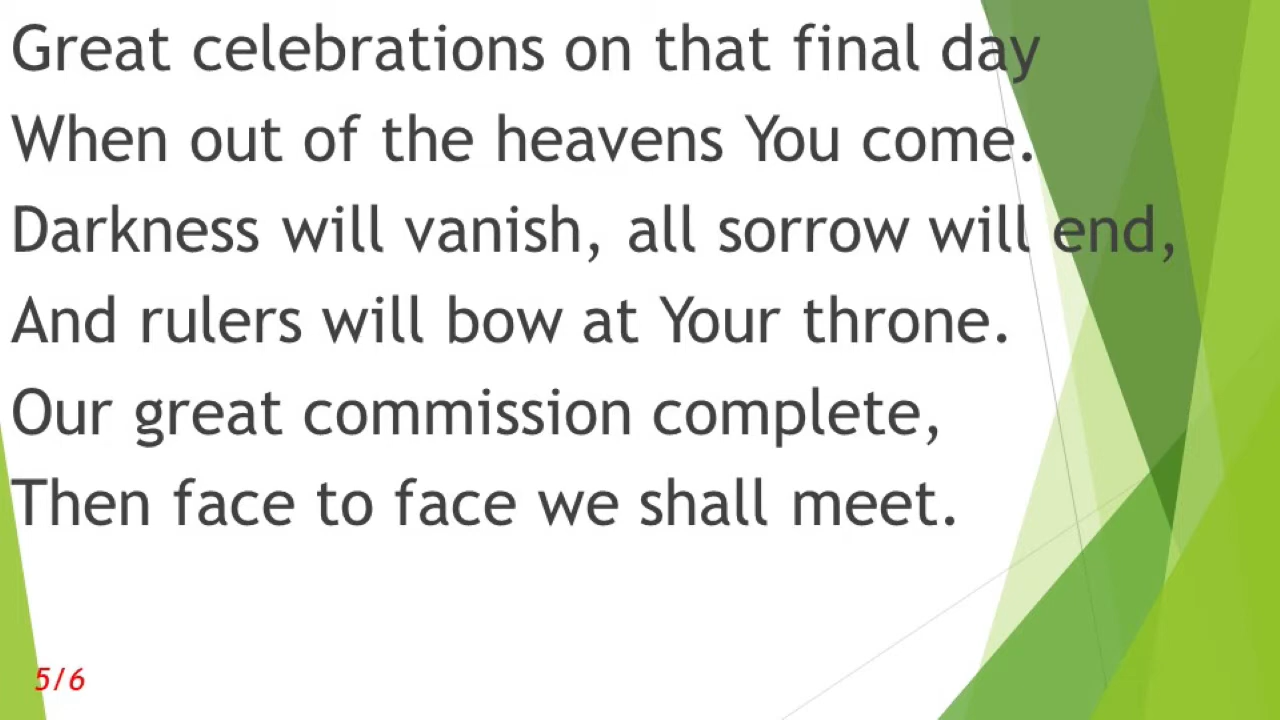 Great celebrations on that final day
When out of the heavens You come.
Darkness will vanish, all sorrow will end,
And rulers will bow at Your throne.
Our great commission complete,
Then face to face we shall meet.
5/6